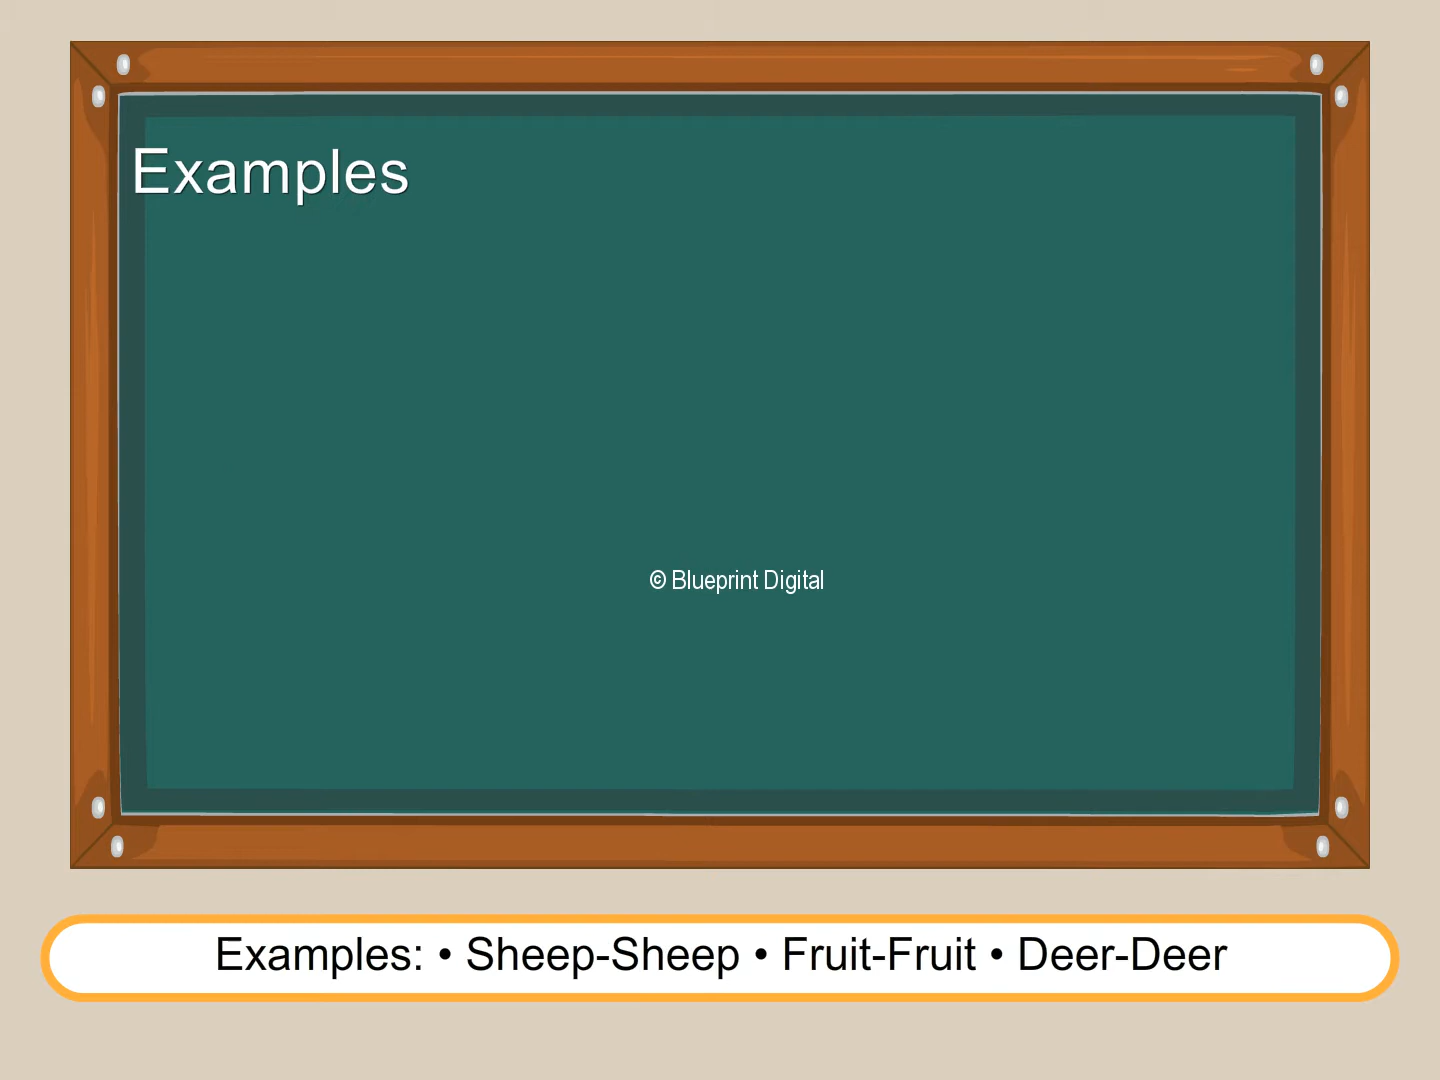 Examples
© Blueprint Digital
Examples: • Sheep-Sheep • Fruit-Fruit • Deer-Deer